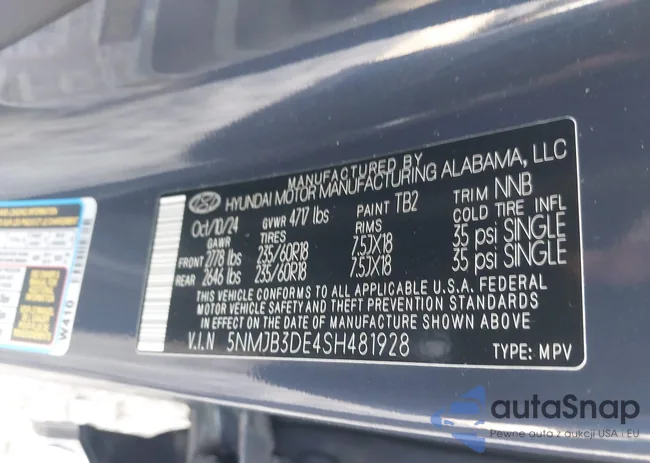 MANUFACTURED BY
HYUNDAI MOTOR MANUFACTURING ALABAMA, LLC
Oct/10/24 GVWR 4717 lbs PAINT TB2 TRIM NNB
GAWR TIRES RIMS COLD TIRE INFL
FRONT 2778 lbs 235/60R18 7.5JX18 35 psi SINGLE
REAR 2646 lbs 235/60R18 7.5JX18 35 psi SINGLE
THIS VEHICLE CONFORMS TO ALL APPLICABLE U.S.A. FEDERAL
MOTOR VEHICLE SAFETY AND THEFT PREVENTION STANDARDS
IN EFFECT ON THE DATE OF MANUFACTURE SHOWN ABOVE.
V.I.N 5NMJB3DE4SH481928 TYPE: MPV
W410
autaSnap
Pewne auta z aukcji USA i EU